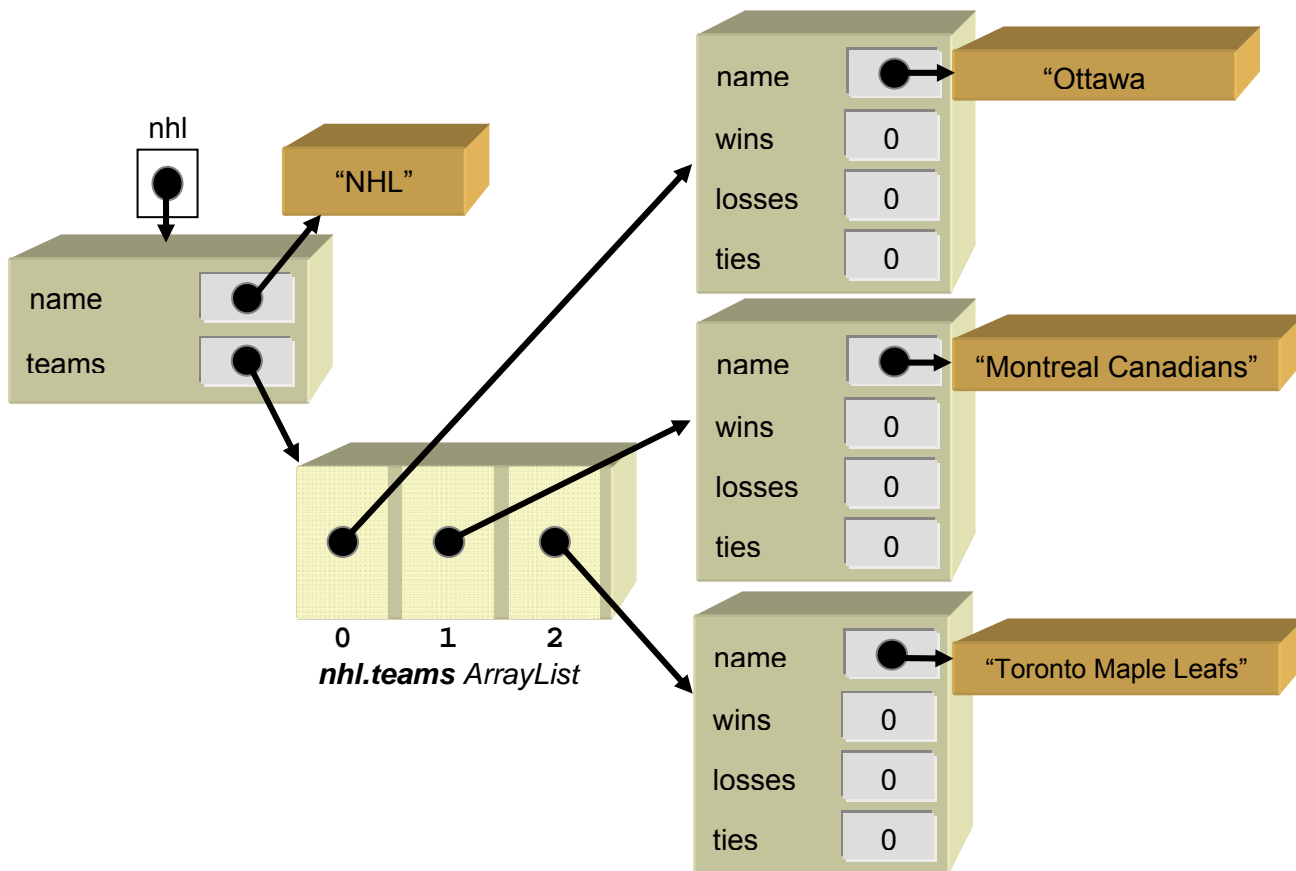 nhl
“NHL”
name
teams
0 1 2
nhl.teams ArrayList
name
“Ottawa
wins 0
losses 0
ties 0
name
“Montreal Canadians”
wins 0
losses 0
ties 0
name
“Toronto Maple Leafs”
wins 0
losses 0
ties 0